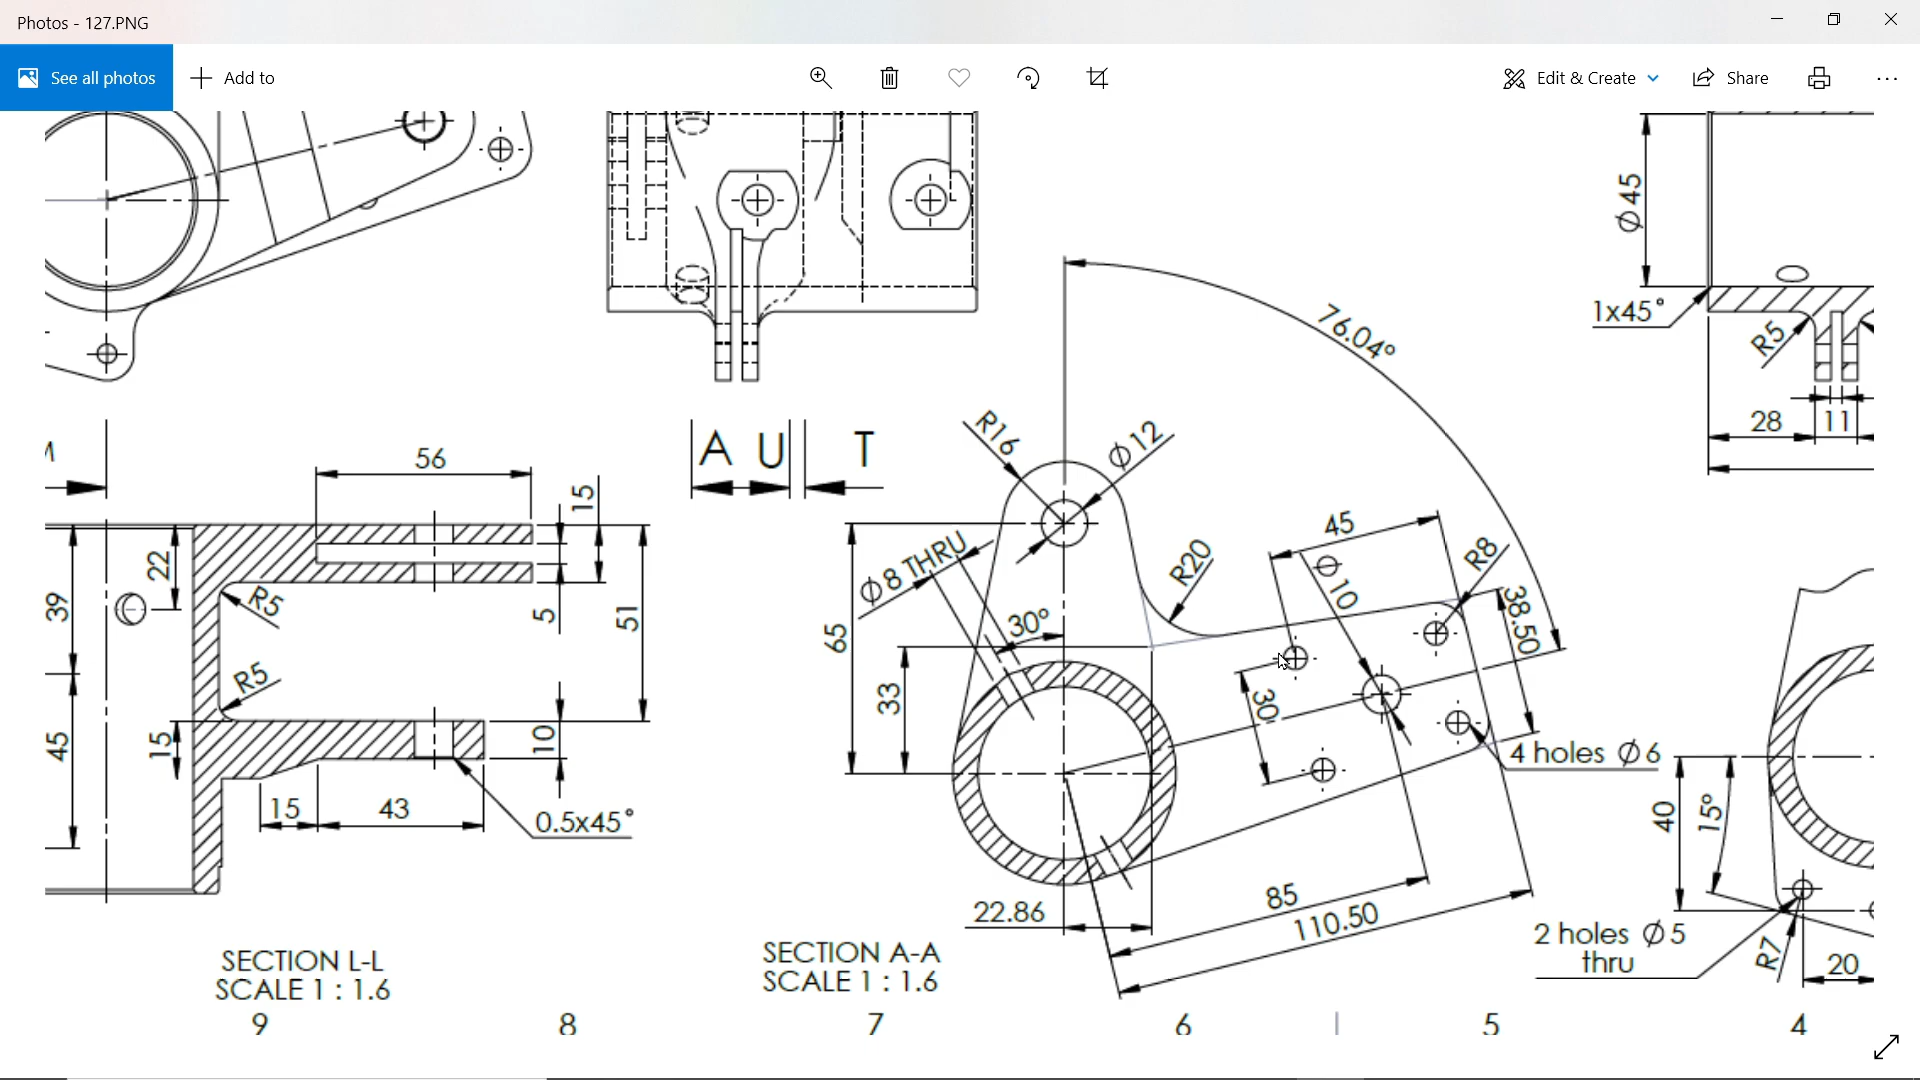 Photos - 127.PNG
See all photos
Add to
Edit & Create
Share
Ø45
1x45°
R5
28
11
76.04°
A U T
56
15
22
39
R5
5
51
R5
45
15
10
15
43
0.5x45°
R16
Ø12
Ø8 THRU
30°
R20
45
R8
Ø10
38.50
65
33
30
4 holes Ø6
22.86
85
110.50
40
15°
2 holes Ø5
thru
R7
20
SECTION L-L
SCALE 1 : 1.6
SECTION A-A
SCALE 1 : 1.6
9
8
7
6
5
4